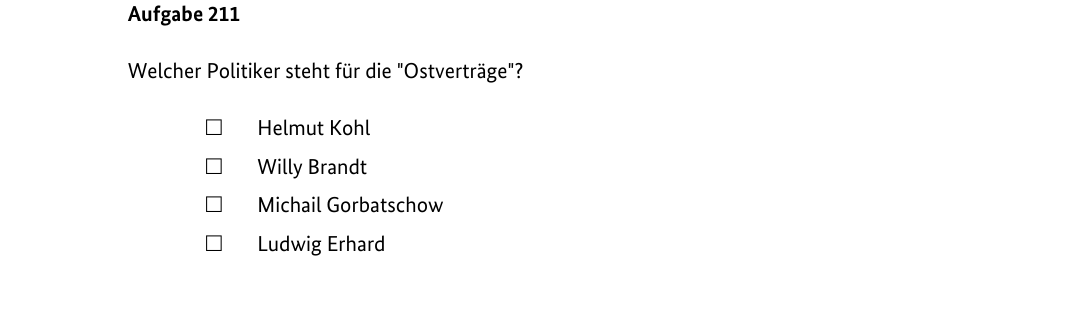 Aufgabe 211
Welcher Politiker steht für die "Ostverträge"?
☐ Helmut Kohl
☐ Willy Brandt
☐ Michail Gorbatschow
☐ Ludwig Erhard